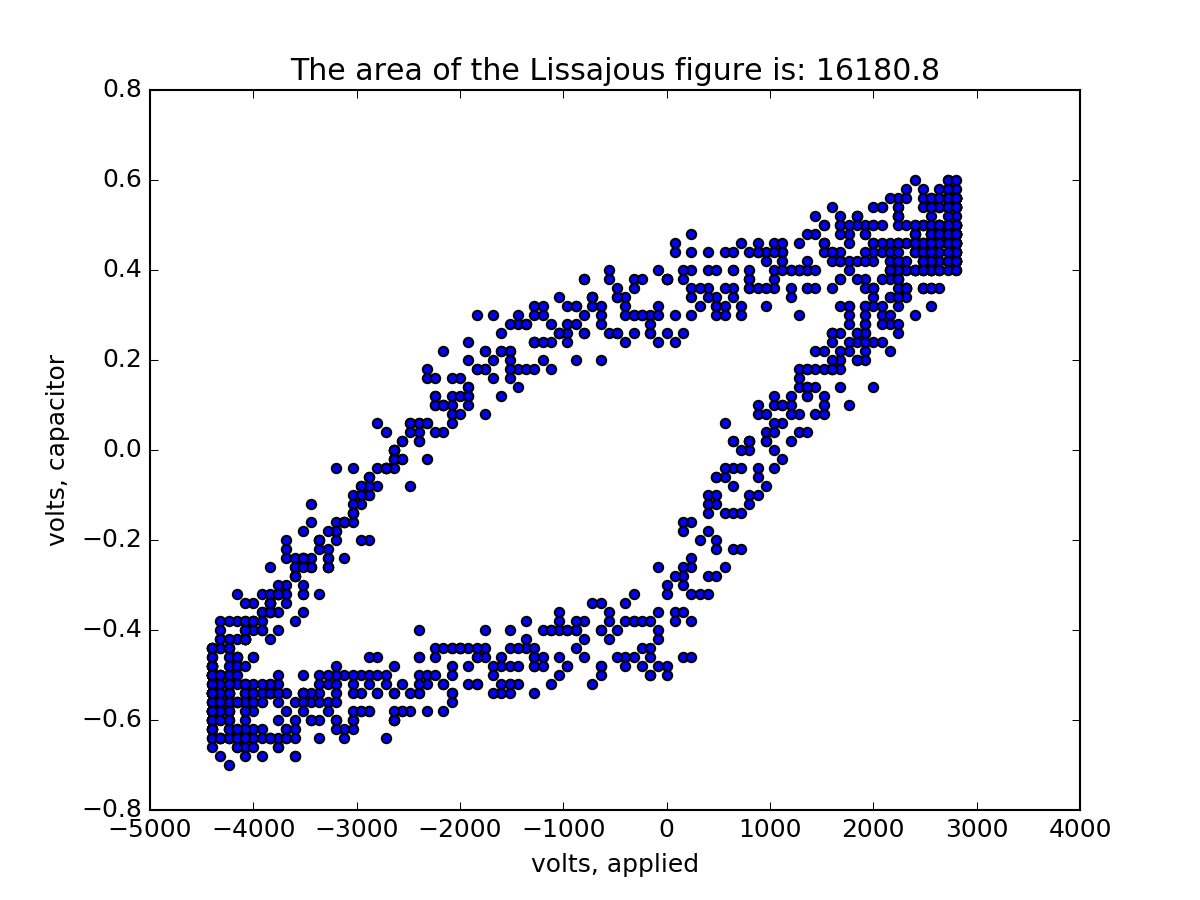 The area of the Lissajous figure is: 16180.8
0.8
0.6
0.4
0.2
0.0
−0.2
−0.4
−0.6
−0.8
volts, capacitor
−5000 −4000 −3000 −2000 −1000 0 1000 2000 3000 4000
volts, applied